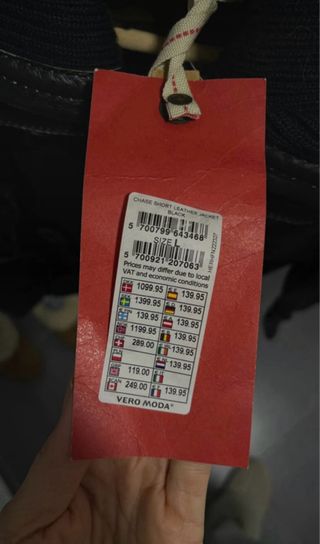 CHASE SHORT LEATHER JACKET
BLACK
5 700799 643468
SIZE L
5 700921 207063
Prices may differ due to local
VAT and economic conditions
1099.95 139.95
1399.95 139.95
139.95 139.95
1199.95 139.95
289.00 139.95
139.95
119.00 139.95
249.00 139.95
VERO MODA